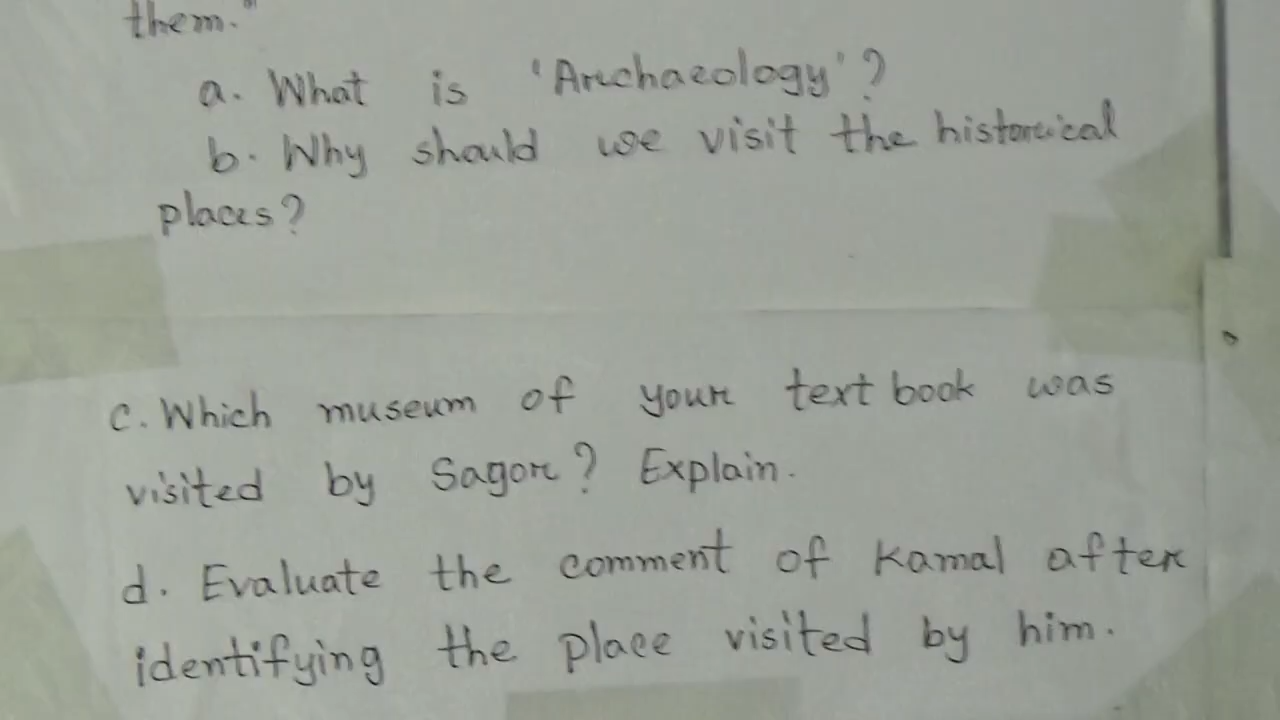 them."
a. What is 'Archaeology'?
b. Why should we visit the historical
places?
c. Which museum of your text book was
visited by Sagor? Explain.
d. Evaluate the comment of Kamal after
identifying the place visited by him.